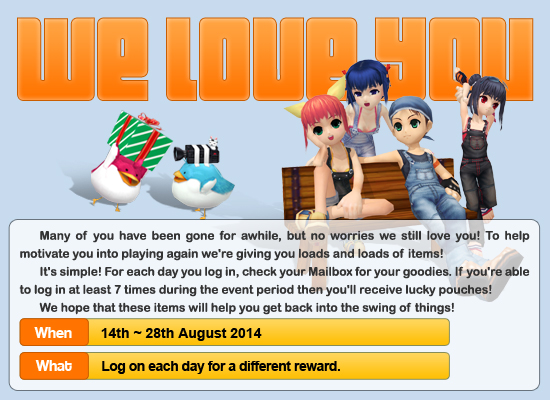 We Love You
Many of you have been gone for awhile, but no worries we still love you! To help
motivate you into playing again we're giving you loads and loads of items!
It's simple! For each day you log in, check your Mailbox for your goodies. If you're able
to log in at least 7 times during the event period then you'll receive lucky pouches!
We hope that these items will help you get back into the swing of things!
When 14th ~ 28th August 2014
What Log on each day for a different reward.